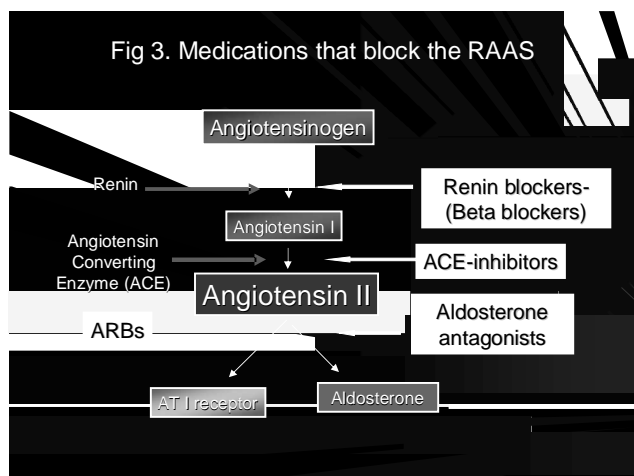 Fig 3. Medications that block the RAAS
Angiotensinogen
Renin
Renin blockers-
(Beta blockers)
Angiotensin I
Angiotensin
Converting
Enzyme (ACE)
ACE-inhibitors
Angiotensin II
ARBs
Aldosterone
antagonists
AT I receptor
Aldosterone